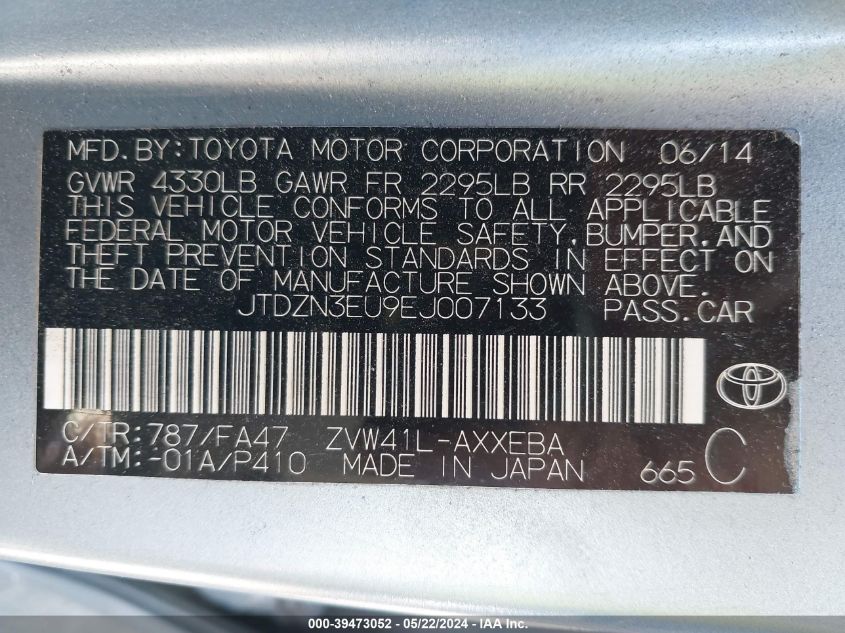 MFD.BY:TOYOTA MOTOR CORPORATION 06/14
GVWR 4330LB GAWR FR 2295LB RR 2295LB
THIS VEHICLE CONFORMS TO ALL APPLICABLE
FEDERAL MOTOR VEHICLE SAFETY,BUMPER,AND
THEFT PREVENTION STANDARDS IN EFFECT ON
THE DATE OF MANUFACTURE SHOWN ABOVE.
JTDZN3EU9EJ007133 PASS.CAR
C/TR:787/FA47 ZVW41L-AXXEBA
A/TM:-01A/P410 MADE IN JAPAN 665 C
000-39473052 - 05/22/2024 - IAA Inc.